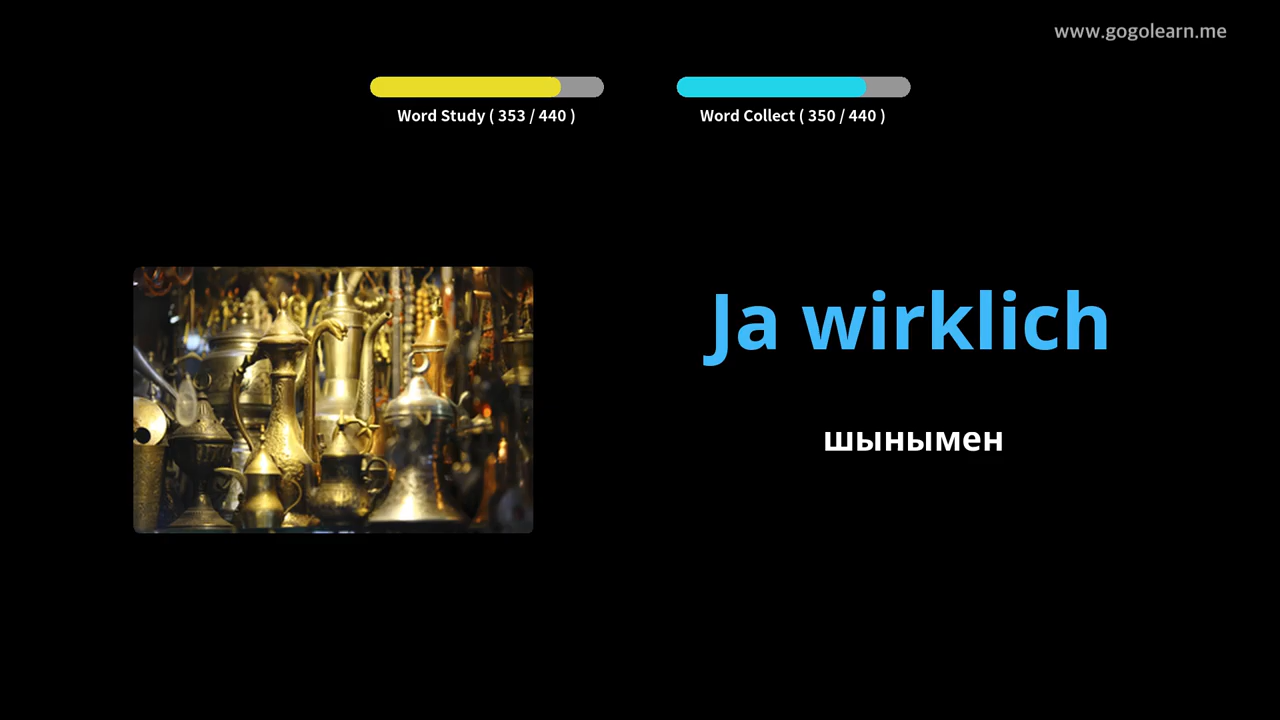 www.gogolearn.me
Word Study ( 353 / 440 )
Word Collect ( 350 / 440 )
Ja wirklich
шынымен